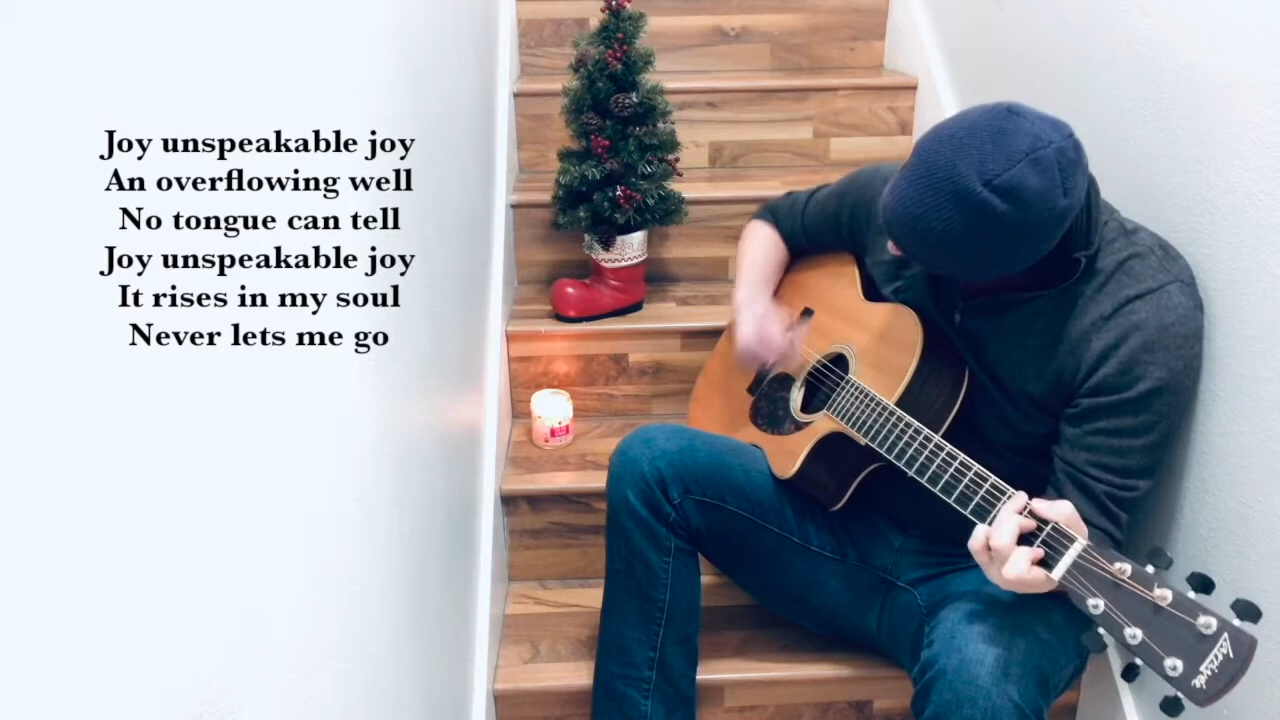 Joy unspeakable joy
An overflowing well
No tongue can tell
Joy unspeakable joy
It rises in my soul
Never lets me go
Larrivée